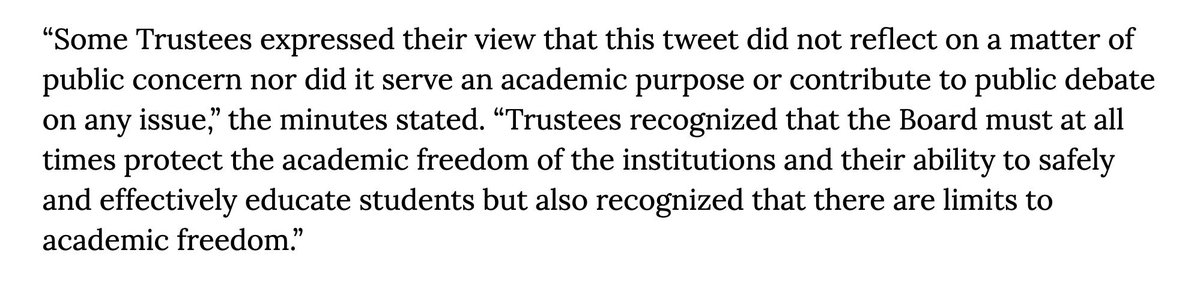 “Some Trustees expressed their view that this tweet did not reflect on a matter of
public concern nor did it serve an academic purpose or contribute to public debate
on any issue,” the minutes stated. “Trustees recognized that the Board must at all
times protect the academic freedom of the institutions and their ability to safely
and effectively educate students but also recognized that there are limits to
academic freedom.”